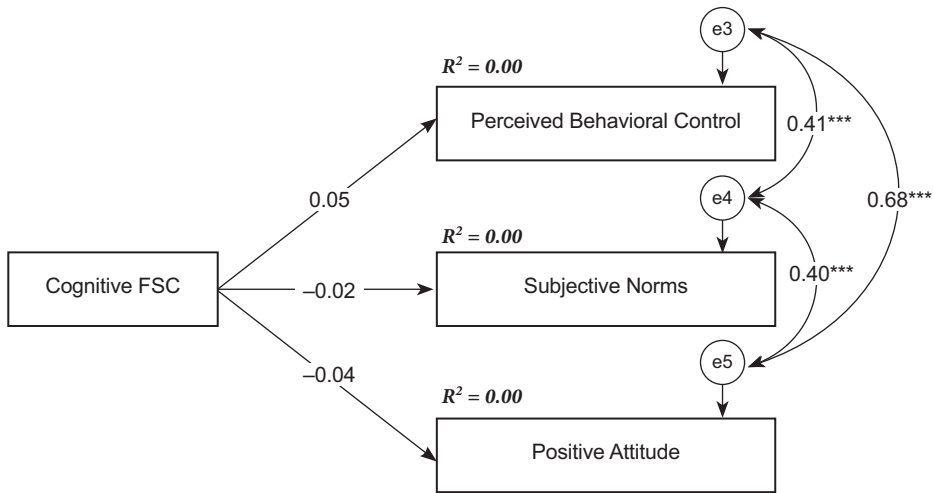 e3
R² = 0.00
Perceived Behavioral Control
0.41***
0.05
e4
0.68***
R² = 0.00
Cognitive FSC
–0.02
Subjective Norms
0.40***
e5
–0.04
R² = 0.00
Positive Attitude